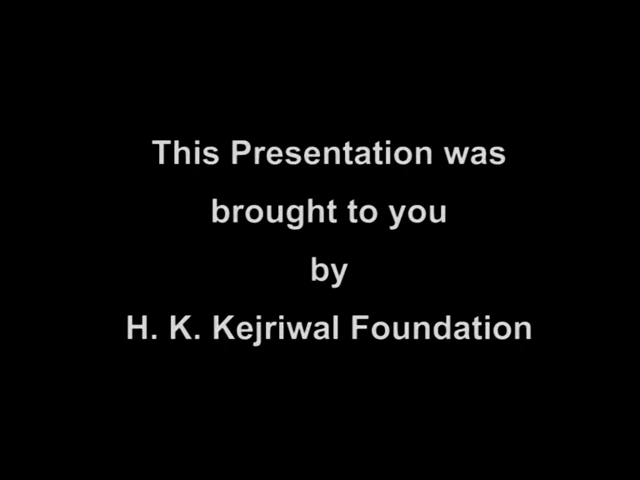 This Presentation was
brought to you
by
H. K. Kejriwal Foundation